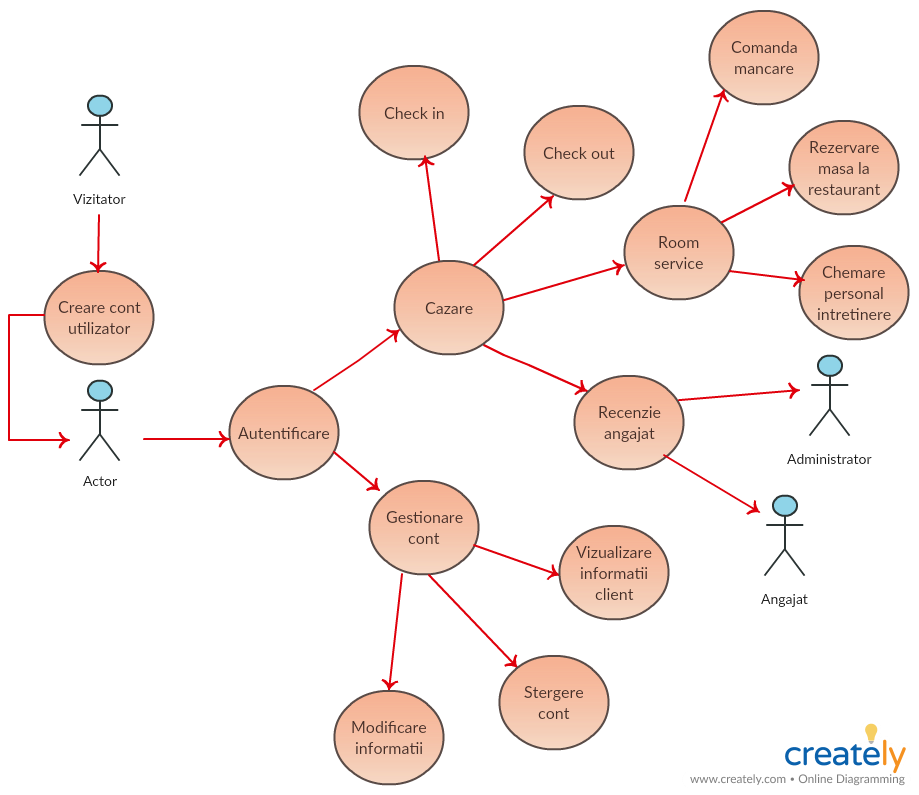 Comanda
mancare
Check in
Check out
Rezervare
masa la
restaurant
Vizitator
Room
service
Chemare
personal
intretinere
Creare cont
utilizator
Cazare
Recenzie
angajat
Autentificare
Administrator
Actor
Gestionare
cont
Vizualizare
informatii
client
Angajat
Stergere
cont
Modificare
informatii
creately
www.creately.com • Online Diagramming